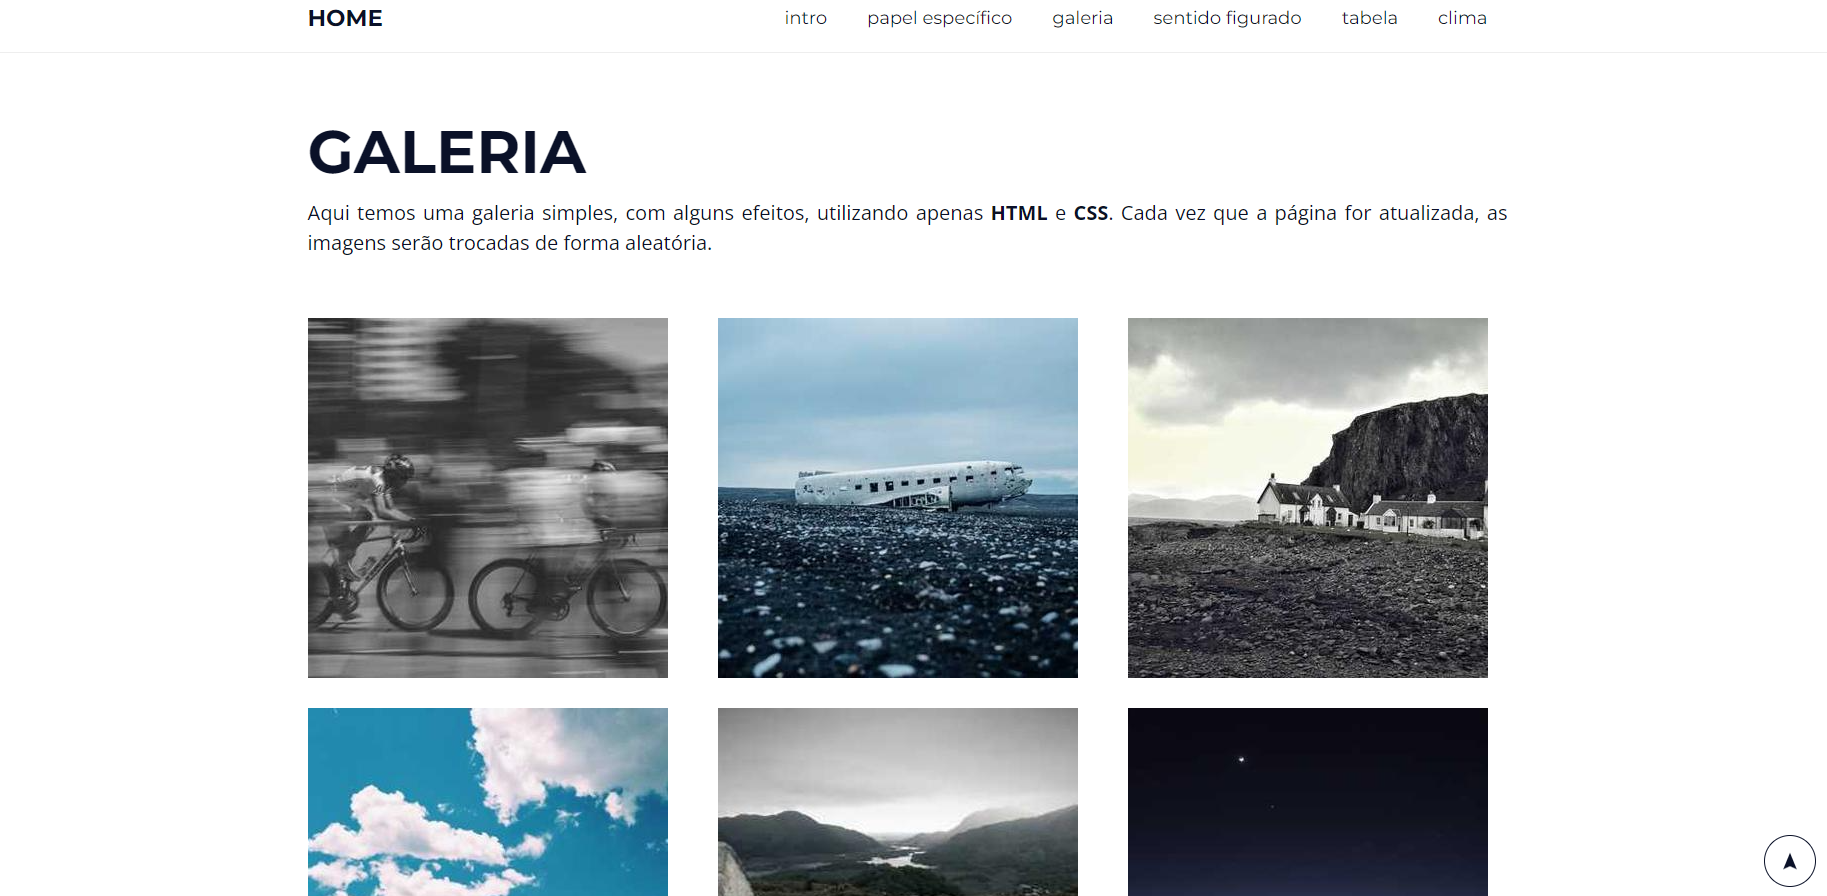 HOME intro papel específico galeria sentido figurado tabela clima
GALERIA
Aqui temos uma galeria simples, com alguns efeitos, utilizando apenas HTML e CSS. Cada vez que a página for atualizada, as
imagens serão trocadas de forma aleatória.